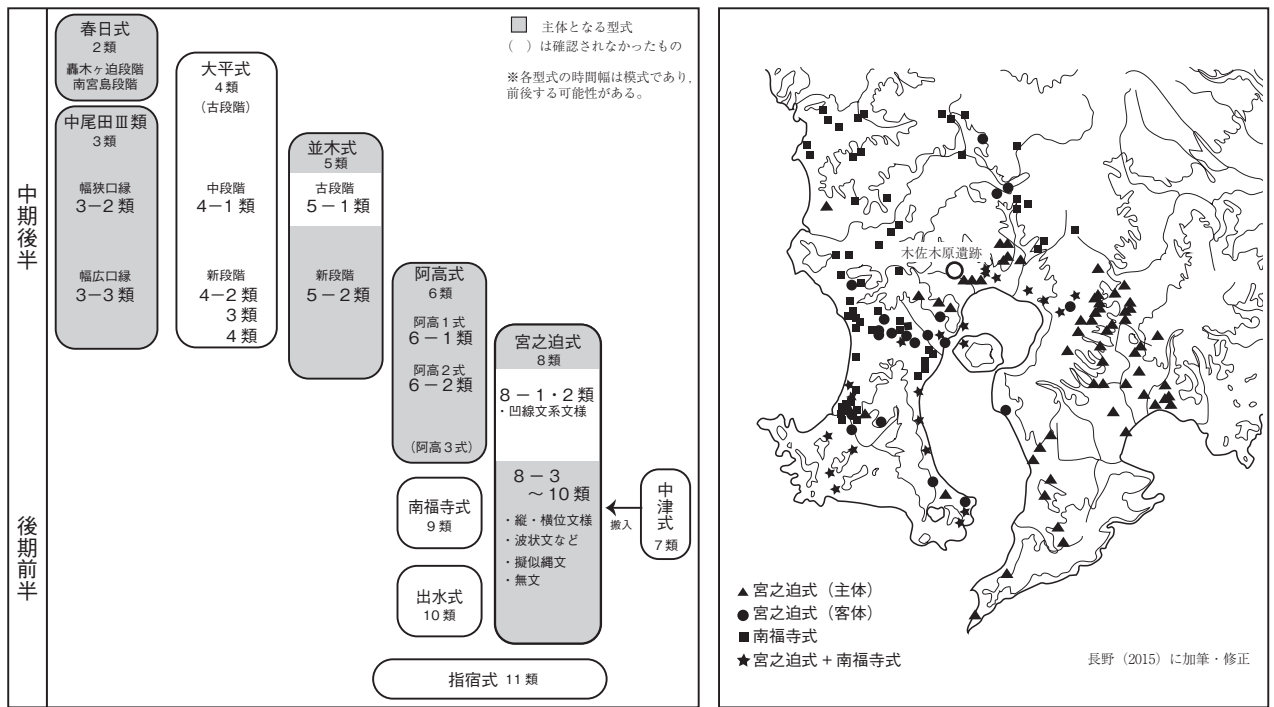 中期後半
後期前半
主体となる型式
（　）は確認されなかったもの
※各型式の時間幅は模式であり，
前後する可能性がある。
春日式
2類
轟木ヶ迫段階
南宮島段階
中尾田Ⅲ類
3類
幅狭口縁
3－2類
幅広口縁
3－3類
大平式
4類
（古段階）
中段階
4－1類
新段階
4－2類
3類
4類
並木式
5類
古段階
5－1類
新段階
5－2類
阿高式
6類
阿高1式
6－1類
阿高2式
6－2類
（阿高3式）
南福寺式
9類
出水式
10類
宮之迫式
8類
8－1・2類
・凹線文系文様
8－3
～10類
・縦・横位文様
・波状文など
・擬似縄文
・無文
搬入
中津式
7類
指宿式 11類
木佐木原遺跡
▲宮之迫式（主体）
●宮之迫式（客体）
■南福寺式
★宮之迫式＋南福寺式
長野（2015）に加筆・修正